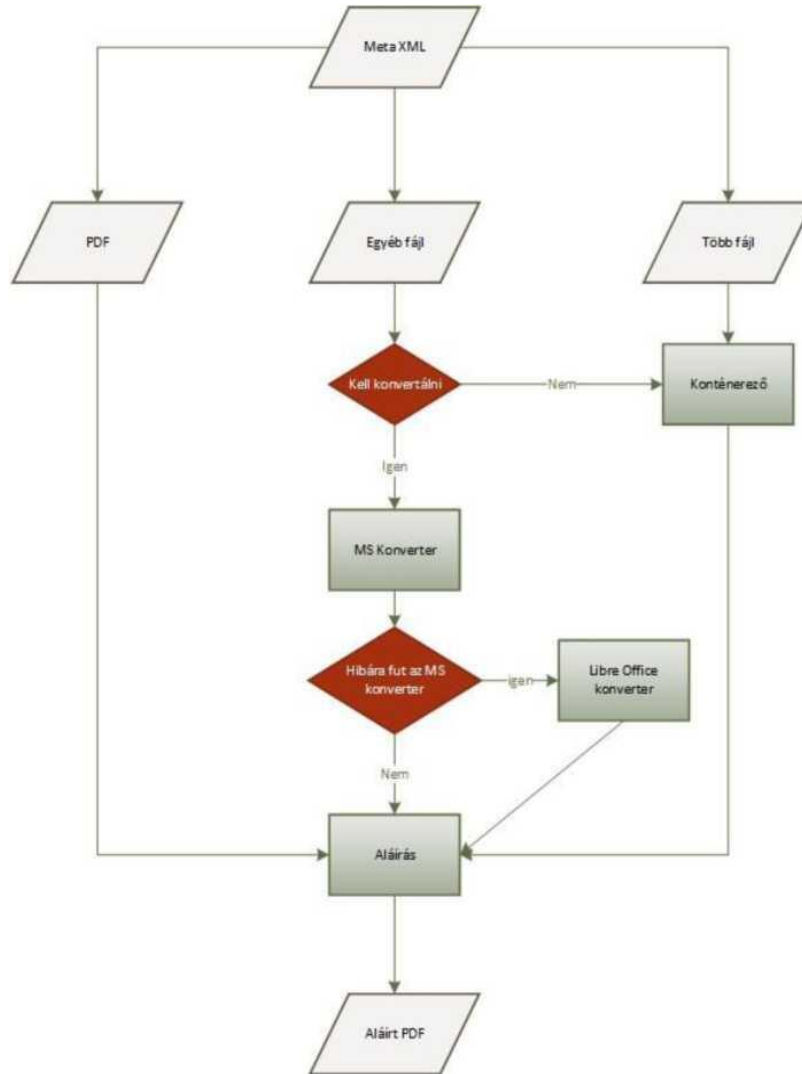 Meta XML
PDF
Egyéb fájl
Több fájl
Kell konvertálni
Nem
Konténerező
Igen
MS Konverter
Hibára fut az MS
konverter
igen
Libre Office
konverter
Nem
Aláírás
Aláírt PDF